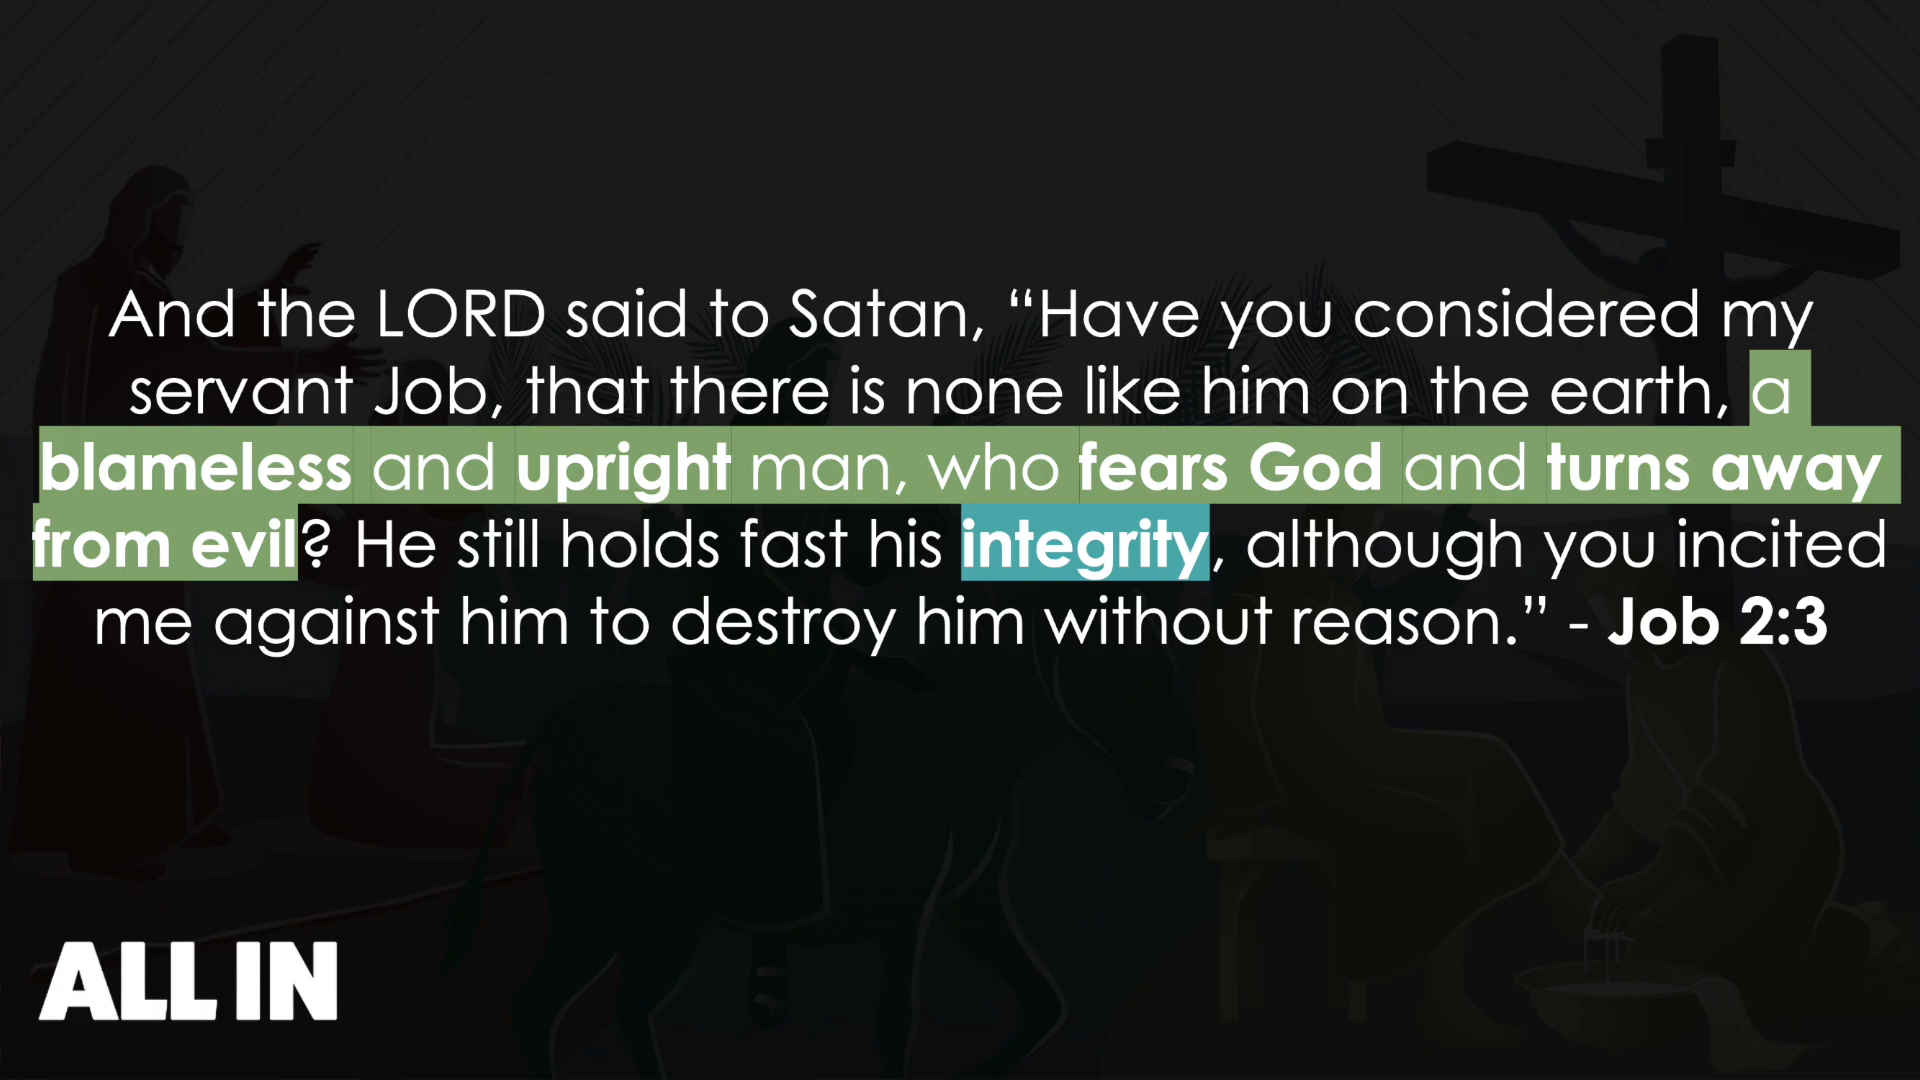 And the LORD said to Satan, “Have you considered my
servant Job, that there is none like him on the earth, a
blameless and upright man, who fears God and turns away
from evil? He still holds fast his integrity, although you incited
me against him to destroy him without reason.” - Job 2:3
ALL IN